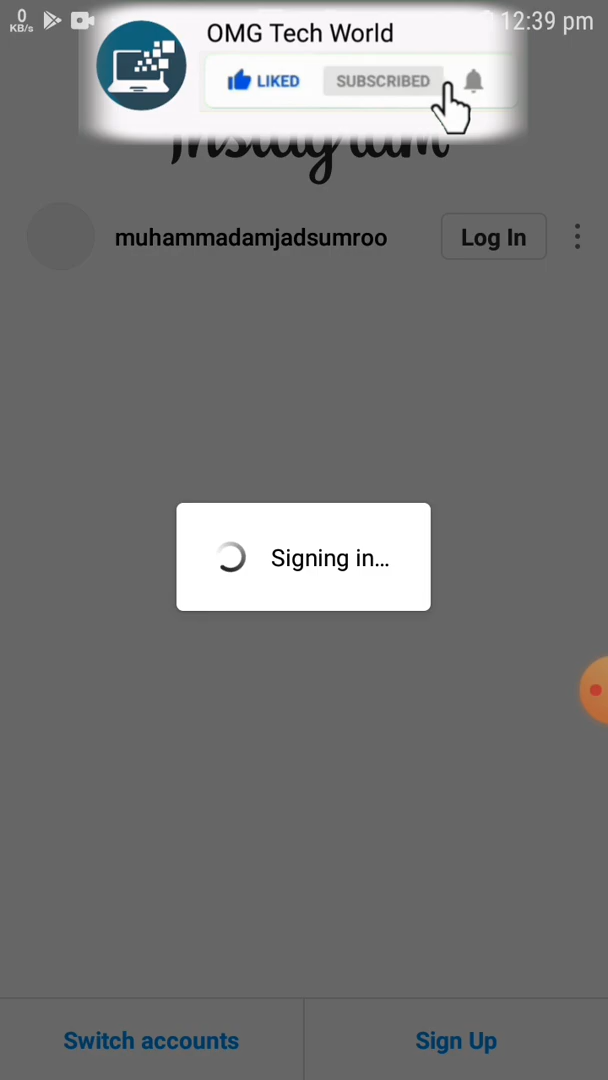 0
KB/s
12:39 pm
OMG Tech World
LIKED
SUBSCRIBED
Instagram
muhammadamjadsumroo
Log In
Signing in...
Switch accounts
Sign Up